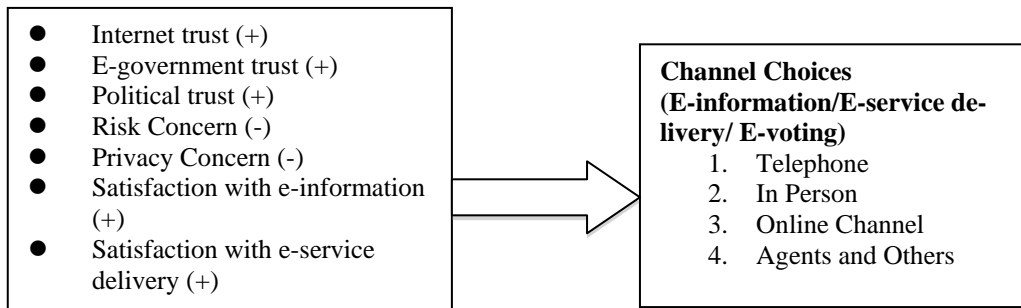 ● Internet trust (+)
● E-government trust (+)
● Political trust (+)
● Risk Concern (-)
● Privacy Concern (-)
● Satisfaction with e-information
(+)
● Satisfaction with e-service
delivery (+)
Channel Choices
(E-information/E-service de-
livery/ E-voting)
1. Telephone
2. In Person
3. Online Channel
4. Agents and Others